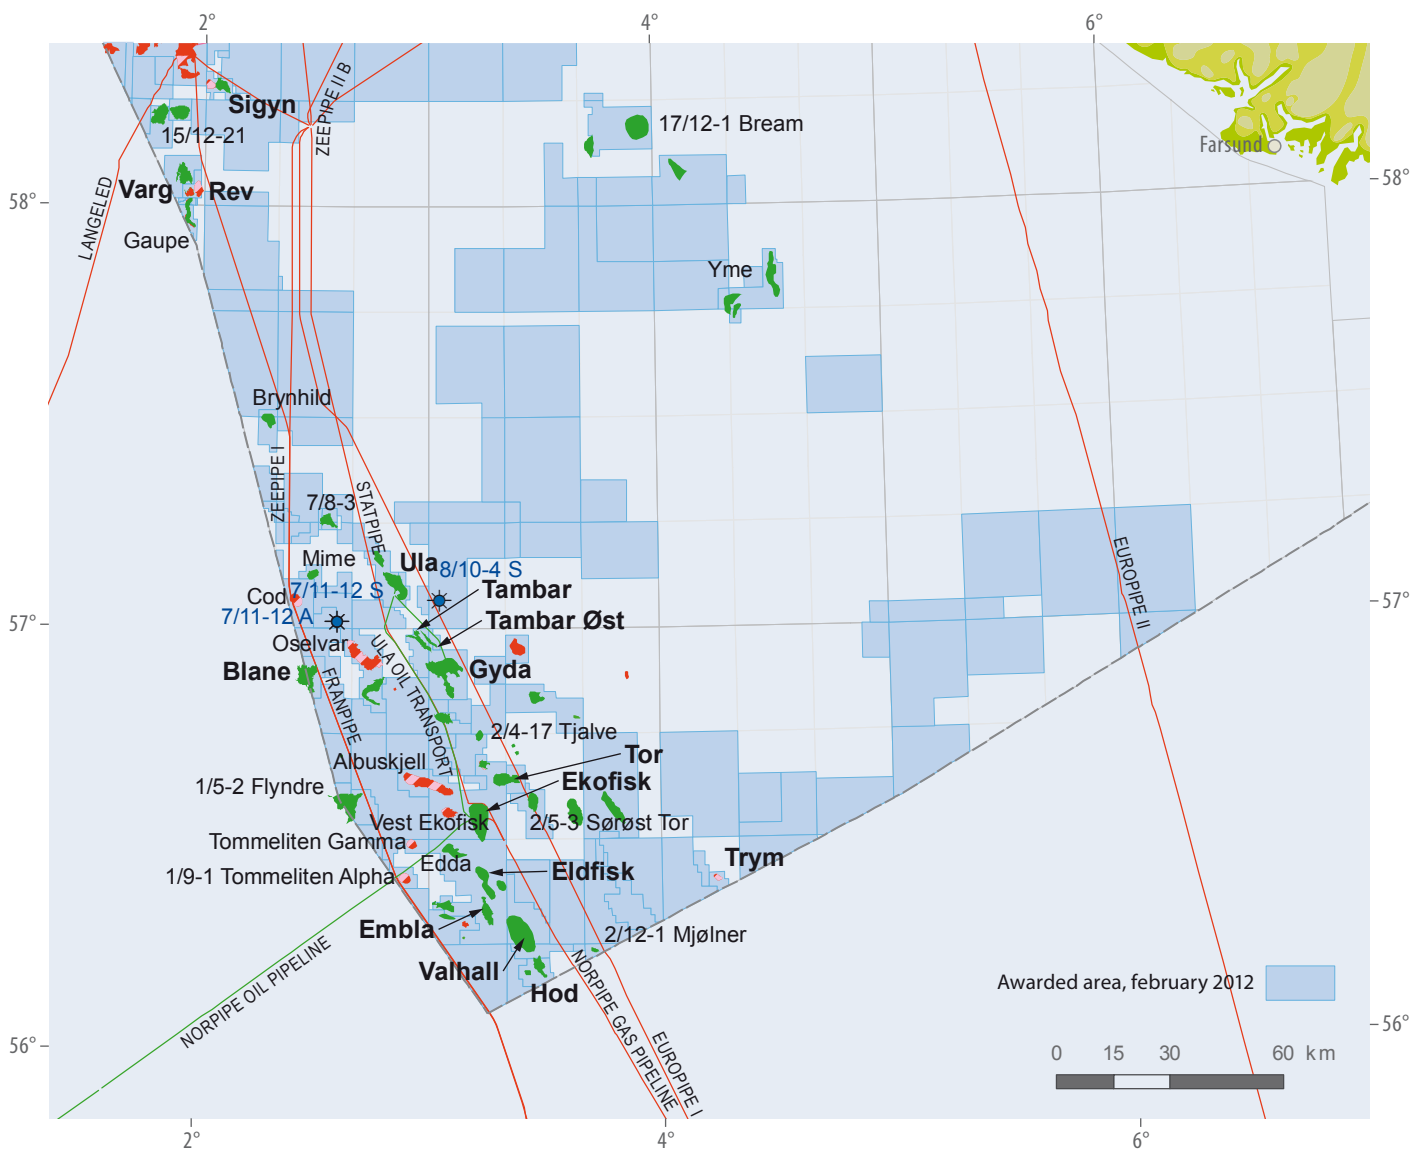 2°
4°
6°
ZEEPIPE II B
Sigyn
15/12-21
17/12-1 Bream
Farsund
58°
58°
LANGELED
Varg
Rev
Gaupe
Yme
Brynhild
ZEEPIPE I
STATPIPE
7/8-3
Mime
Ula
8/10-4 S
EUROPIPE II
Cod
7/11-12 S
Tambar
57°
57°
7/11-12 A
Tambar Øst
Oselvar
Blane
ULA OIL TRANSPORT
Gyda
FRANPIPE
2/4-17 Tjalve
Albuskjell
Tor
Ekofisk
1/5-2 Flyndre
Vest Ekofisk
2/5-3 Sørøst Tor
Tommeliten Gamma
Edda
Trym
1/9-1 Tommeliten Alpha
Eldfisk
Embla
2/12-1 Mjølner
NORPIPE OIL PIPELINE
Valhall
Hod
NORPIPE GAS PIPELINE
EUROPIPE I
Awarded area, february 2012
56°
56°
0 15 30 60 km
2°
4°
6°